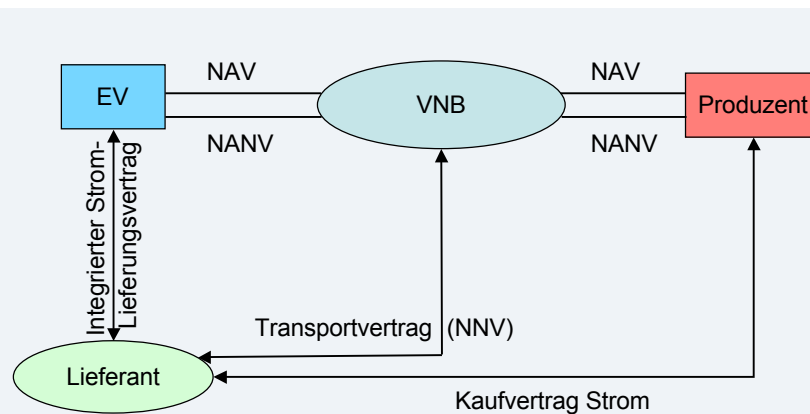 NAV
NAV
EV
VNB
Produzent
NANV
NANV
Integrierter Strom-
Lieferungsvertrag
Transportvertrag (NNV)
Lieferant
Kaufvertrag Strom